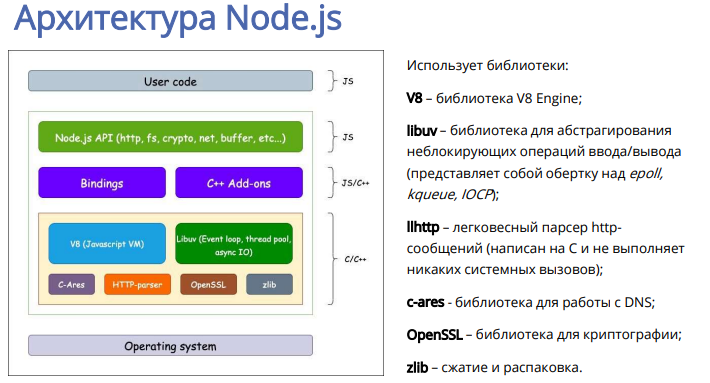 Архитектура Node.js
User code
JS
Node.js API (http, fs, crypto, net, buffer, etc...)
JS
Bindings
C++ Add-ons
JS/C++
V8 (Javascript VM)
Libuv (Event loop, thread pool,
async IO)
C/C++
C-Ares
HTTP-parser
OpenSSL
zlib
Operating system
Использует библиотеки:
V8 – библиотека V8 Engine;
libuv – библиотека для абстрагирования
неблокирующих операций ввода/вывода
(представляет собой обертку над epoll,
kqueue, IOCP);
llhttp – легковесный парсер http-
сообщений (написан на C и не выполняет
никаких системных вызовов);
c-ares - библиотека для работы с DNS;
OpenSSL – библиотека для криптографии;
zlib – сжатие и распаковка.